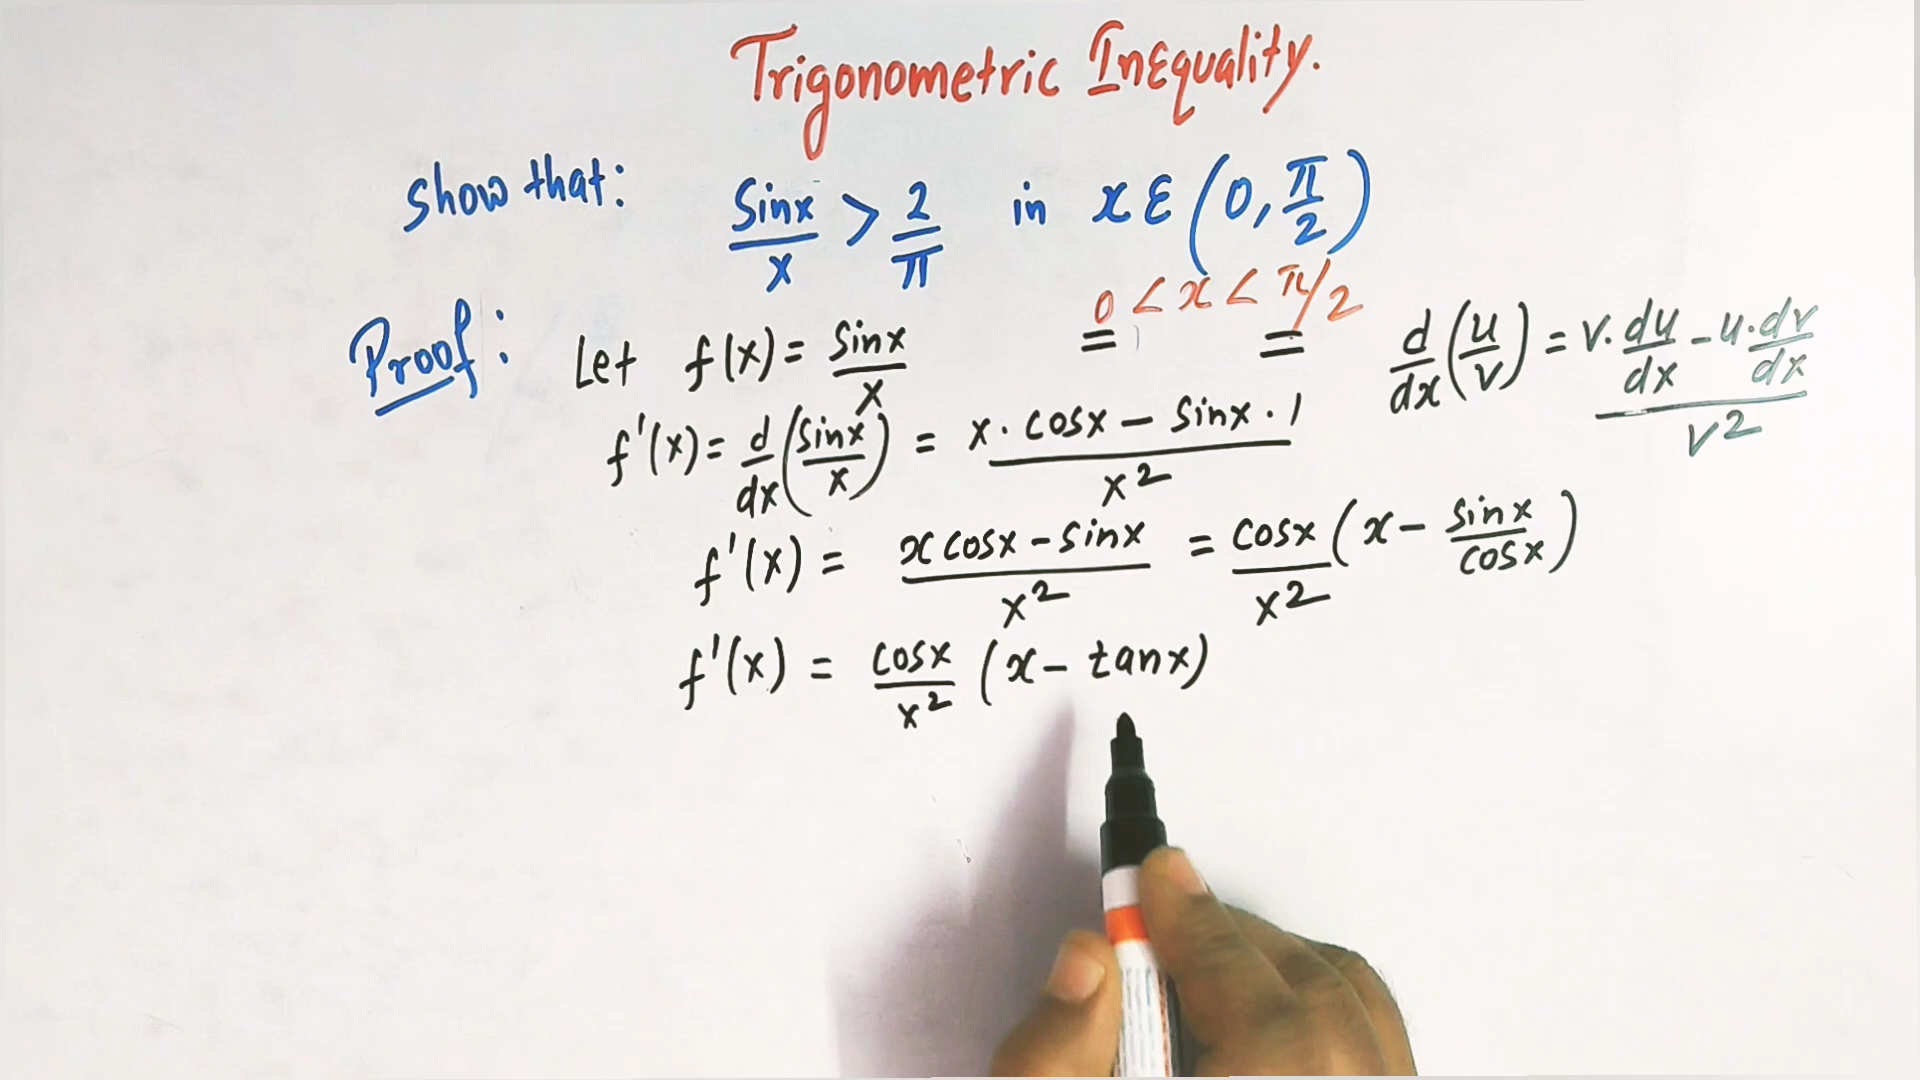 Trigonometric Inequality.
Show that: Sinx/x > 2/π in x ε (0, π/2)
0 < x < π/2
Proof: Let f(x) = Sinx/x
d/dx (u/v) = (v. du/dx - u. dv/dx)/v²
f'(x) = d/dx (Sinx/x) = (x. cosx - Sinx. 1)/x²
f'(x) = (x cosx - sinx)/x² = cosx/x² (x - sinx/cosx)
f'(x) = cosx/x² (x - tanx)